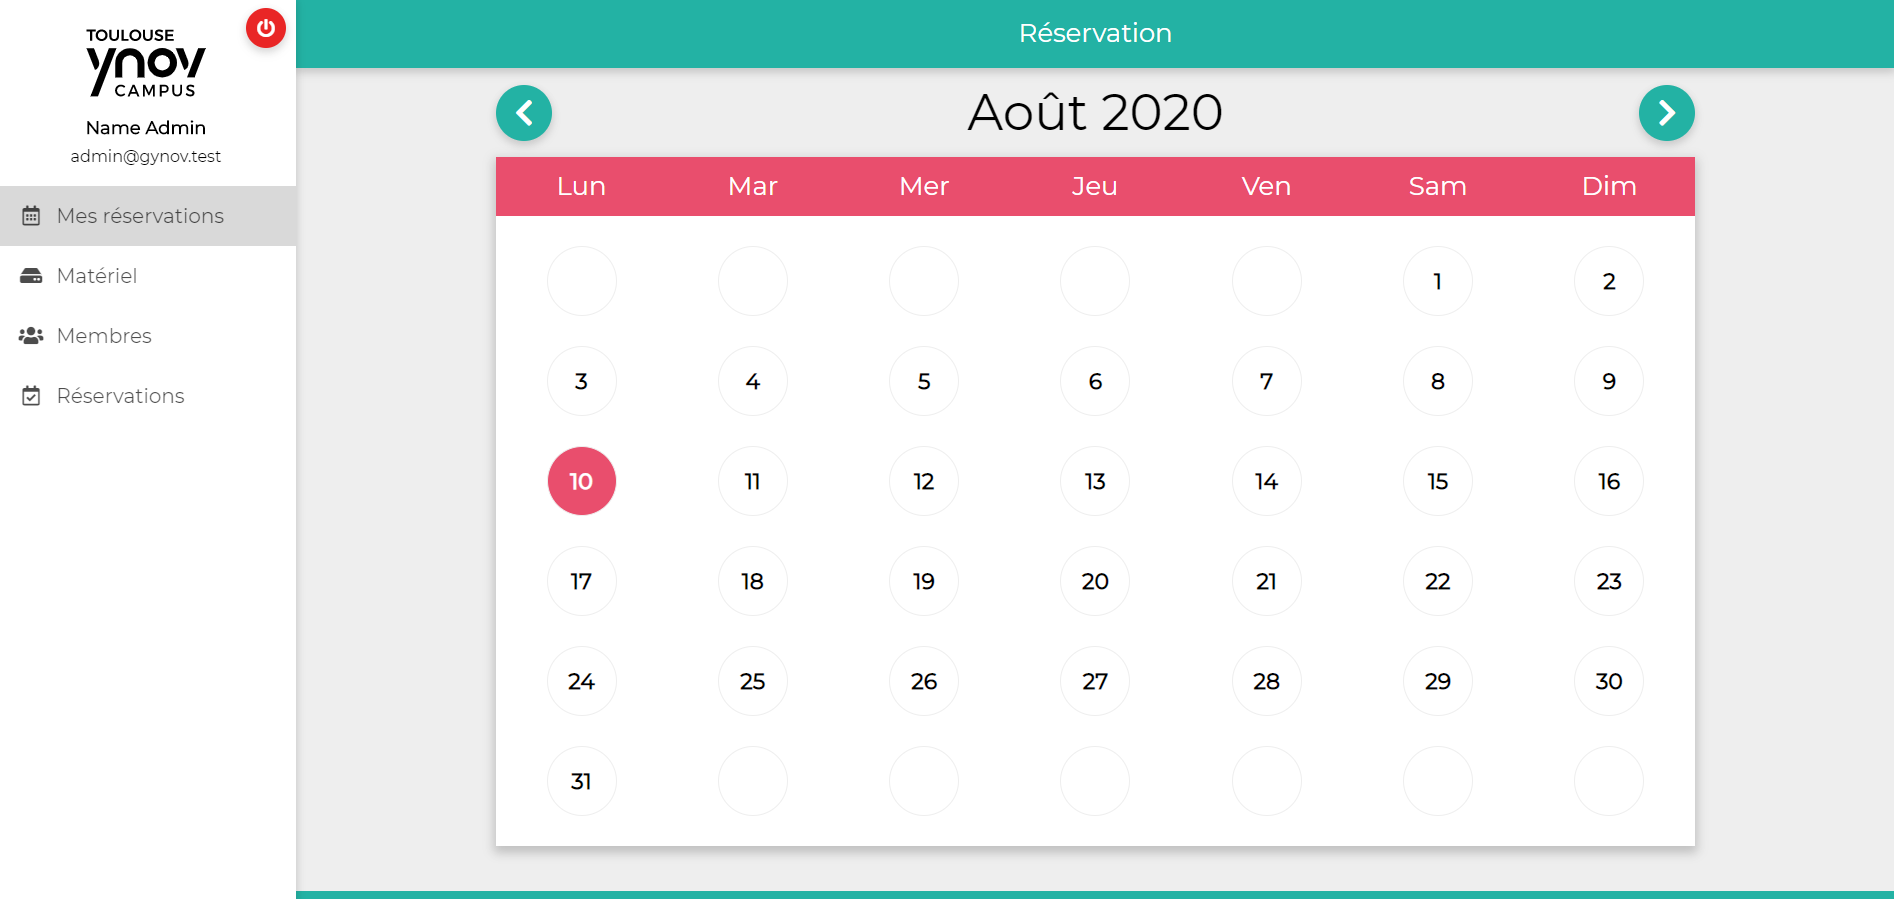 TOULOUSE
ynov
CAMPUS
Name Admin
admin@gynov.test
Mes réservations
Matériel
Membres
Réservations
Réservation
Août 2020
Lun Mar Mer Jeu Ven Sam Dim
1 2
3 4 5 6 7 8 9
10 11 12 13 14 15 16
17 18 19 20 21 22 23
24 25 26 27 28 29 30
31